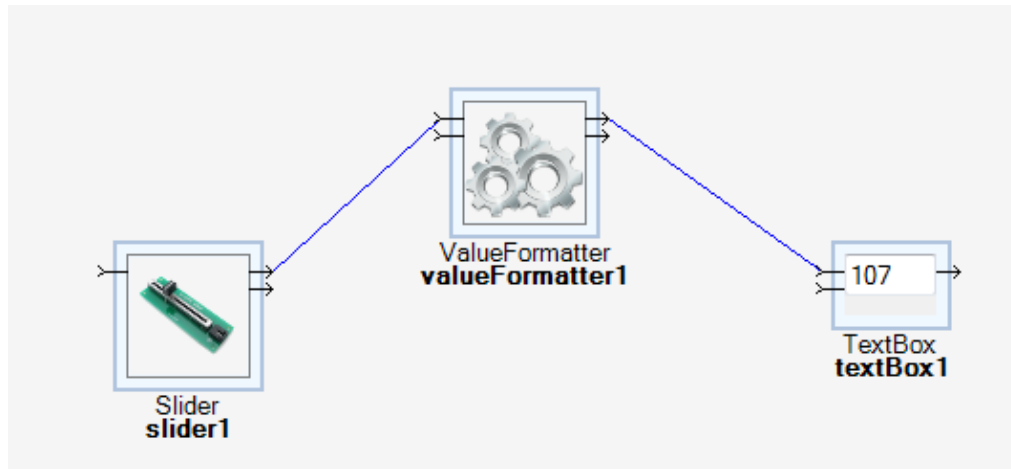 ValueFormatter
valueFormatter1
107
TextBox
textBox1
Slider
slider1